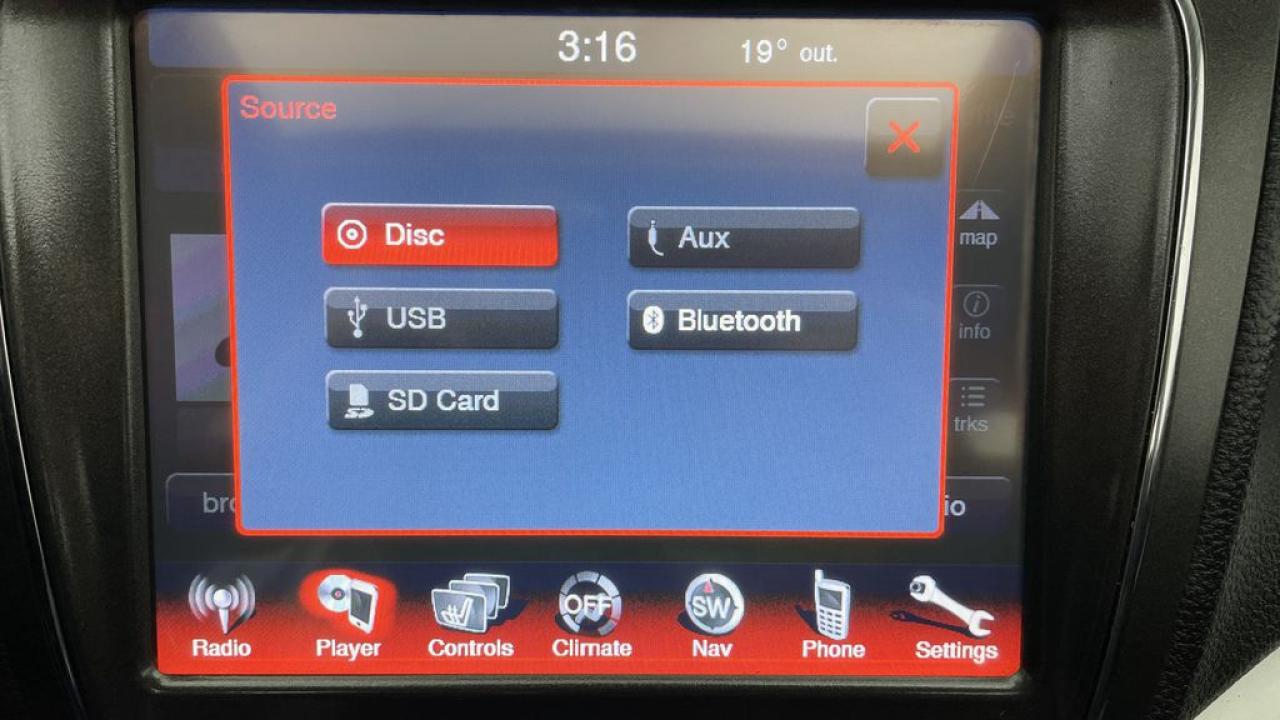 3:16 19° out.
Source
Disc Aux
map
USB Bluetooth
info
SD Card
trks
OFF SW
Radio Player Controls Climate Nav Phone Settings